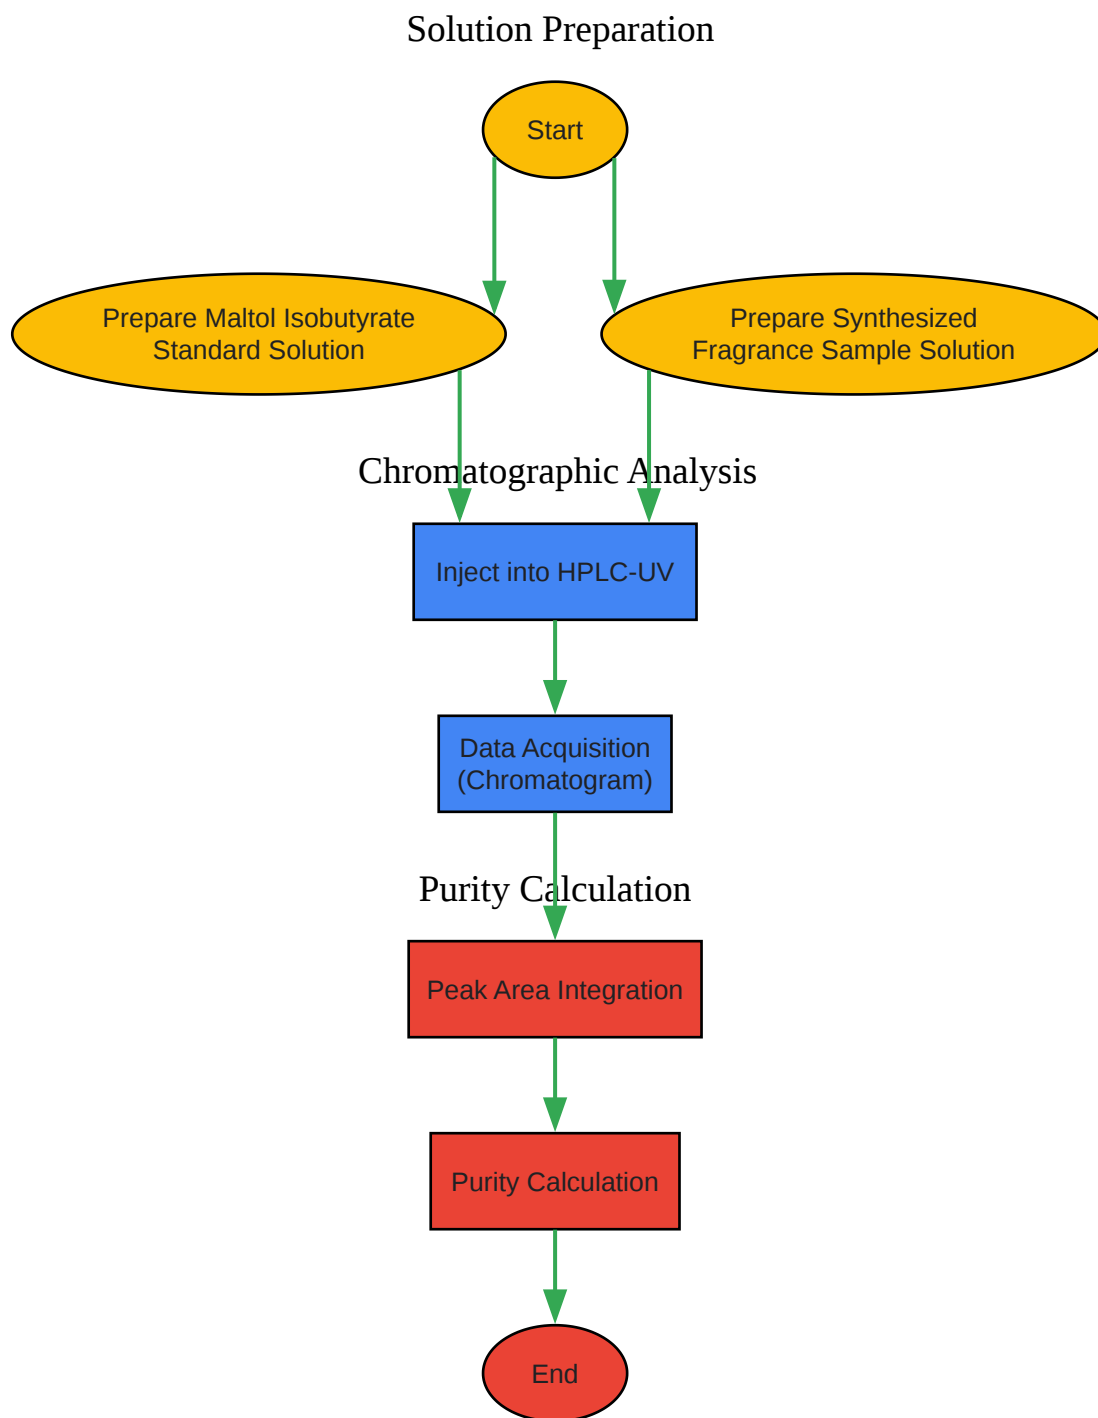 Solution Preparation
Start
Prepare Maltol Isobutyrate
Standard Solution
Prepare Synthesized
Fragrance Sample Solution
Chromatographic Analysis
Inject into HPLC-UV
Data Acquisition
(Chromatogram)
Purity Calculation
Peak Area Integration
Purity Calculation
End